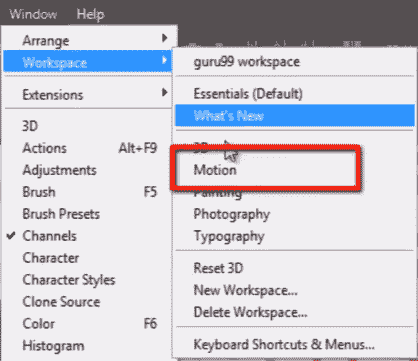 Window Help
Arrange
Workspace
Extensions
3D
Actions Alt+F9
Adjustments
Brush F5
Brush Presets
Channels
Character
Character Styles
Clone Source
Color F6
Histogram
guru99 workspace
Essentials (Default)
What's New
3D
Motion
Painting
Photography
Typography
Reset 3D
New Workspace...
Delete Workspace...
Keyboard Shortcuts & Menus...